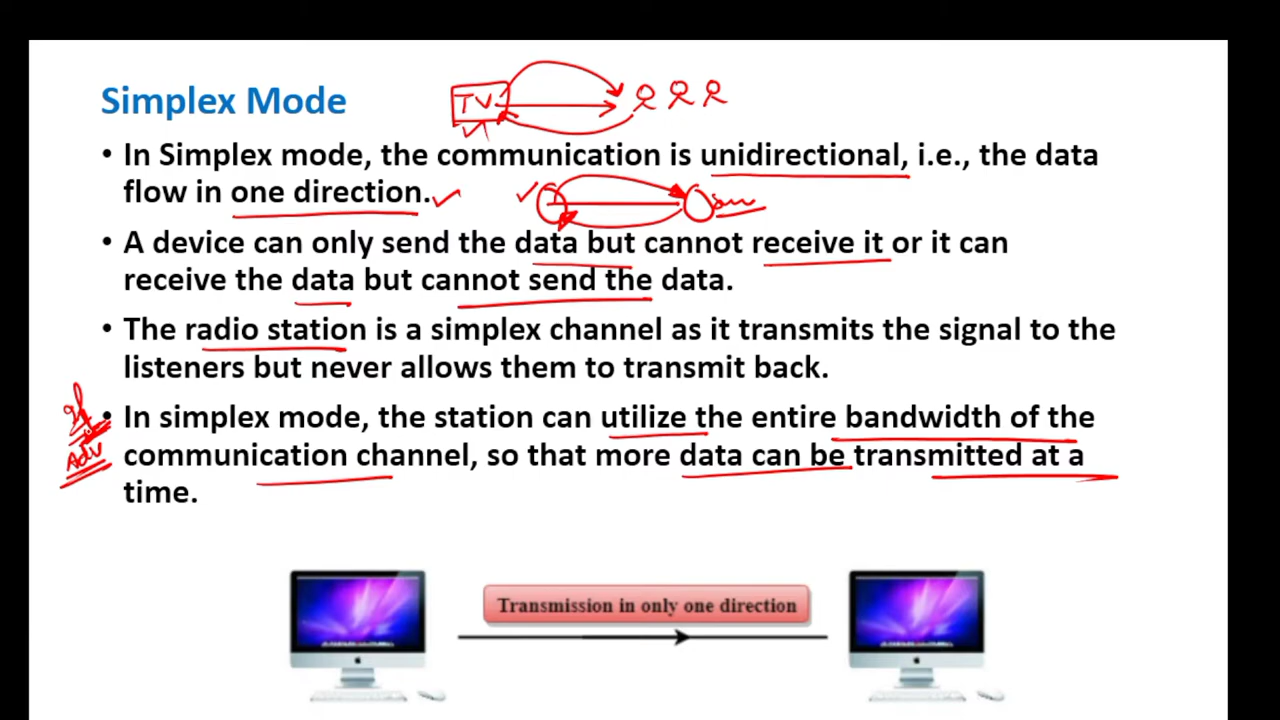 Simplex Mode
TV
• In Simplex mode, the communication is unidirectional, i.e., the data
flow in one direction.
• A device can only send the data but cannot receive it or it can
receive the data but cannot send the data.
• The radio station is a simplex channel as it transmits the signal to the
listeners but never allows them to transmit back.
• In simplex mode, the station can utilize the entire bandwidth of the
Adv
communication channel, so that more data can be transmitted at a
time.
Transmission in only one direction